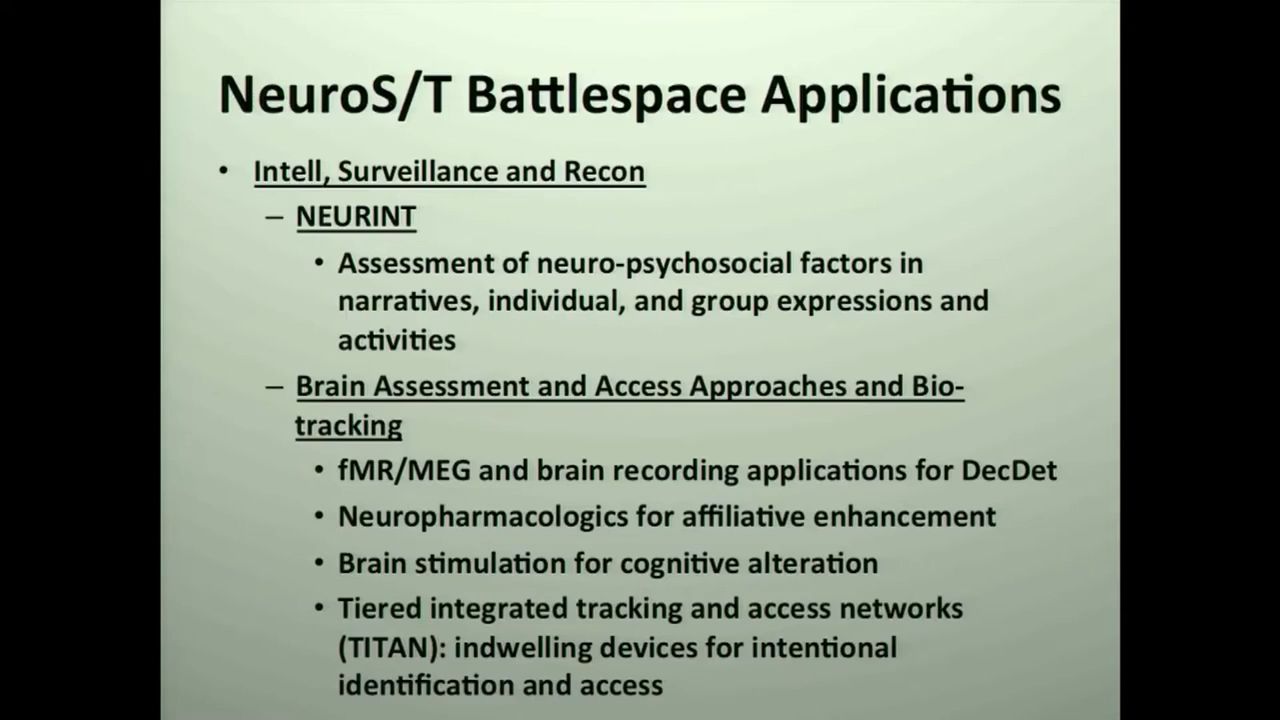 NeuroS/T Battlespace Applications
• Intell, Surveillance and Recon
– NEURINT
• Assessment of neuro-psychosocial factors in
narratives, individual, and group expressions and
activities
– Brain Assessment and Access Approaches and Bio-
tracking
• fMR/MEG and brain recording applications for DecDet
• Neuropharmacologics for affiliative enhancement
• Brain stimulation for cognitive alteration
• Tiered integrated tracking and access networks
(TITAN): indwelling devices for intentional
identification and access